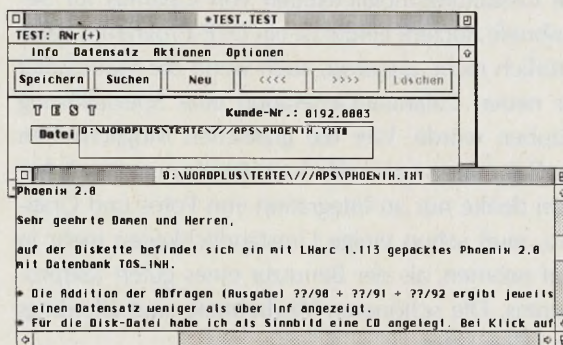 *TEST.TEST
TEST: RNr(+)
Info Datensatz Aktionen Optionen
Speichern Suchen Neu <<<< >>>> Löschen
Kunde-Nr.: 0192.0003
Datei D:\WORDPLUS\TEXTE\///APS\PHOENIX.TXT
D:\WORDPLUS\TEXTE\///APS\PHOENIX.TXT
Phoenix 2.0
Sehr geehrte Damen und Herren,
auf der Diskette befindet sich ein mit LHarc 1.113 gepacktes Phoenix 2.0
mit Datenbank TOS_INH.
* Die Addition der Abfragen (Ausgabe) ??/90 + ??/91 + ??/92 ergibt jeweils
einen Datensatz weniger als über Inf angezeigt.
* Für die Disk-Datei habe ich als Sinnbild eine CD angelegt. Bei Klick auf